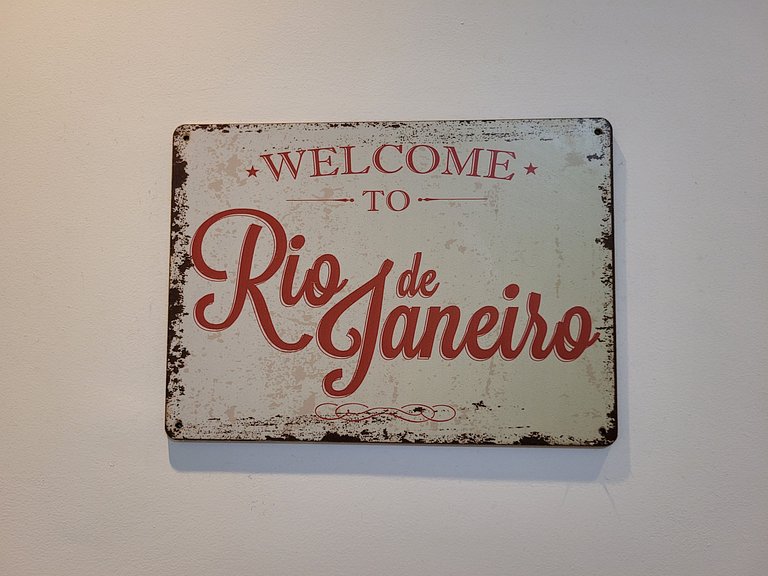 WELCOME
TO
Rio de
Janeiro